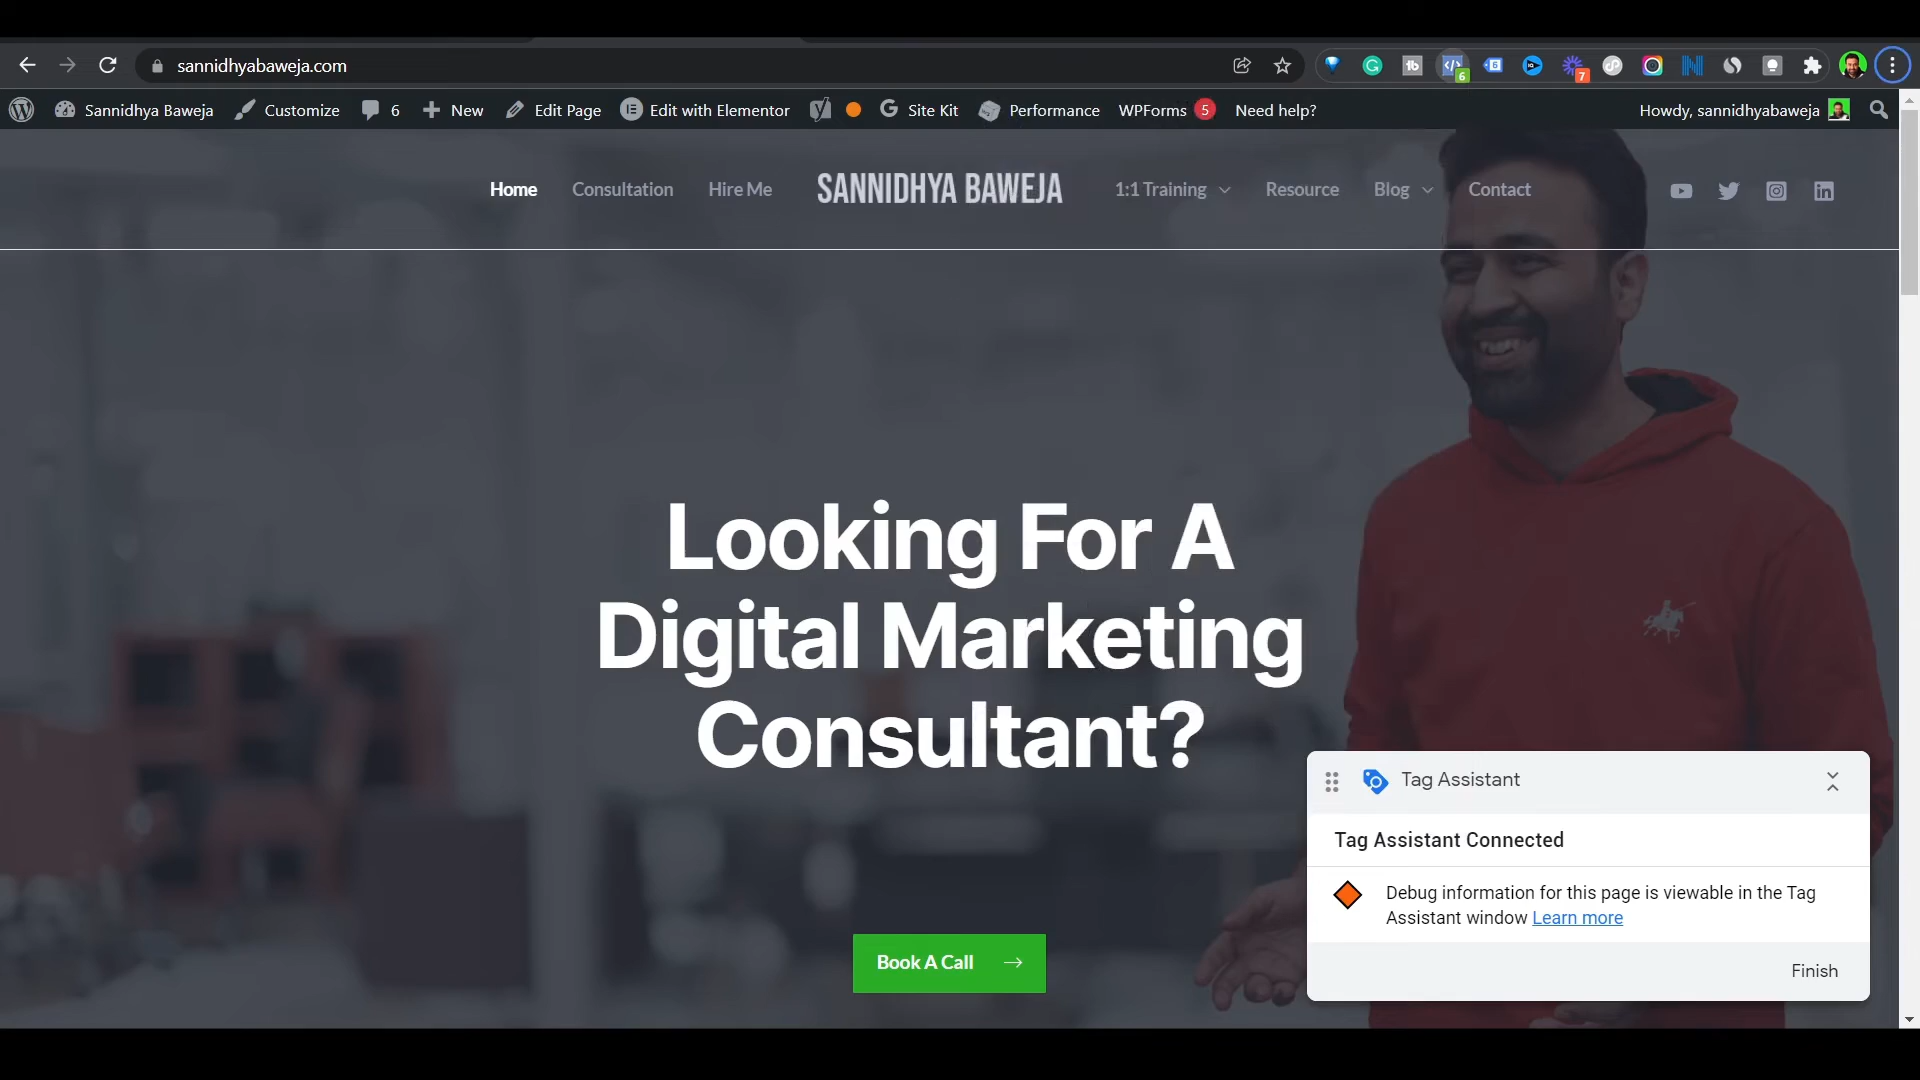 sannidhyabaweja.com
6
7
Sannidhya Baweja
Customize
6
New
Edit Page
Edit with Elementor
Site Kit
Performance
WPForms 5
Need help?
Howdy, sannidhyabaweja
Home
Consultation
Hire Me
SANNIDHYA BAWEJA
1:1 Training
Resource
Blog
Contact
Looking For A
Digital Marketing
Consultant?
Book A Call
Tag Assistant
Tag Assistant Connected
Debug information for this page is viewable in the Tag
Assistant window Learn more
Finish